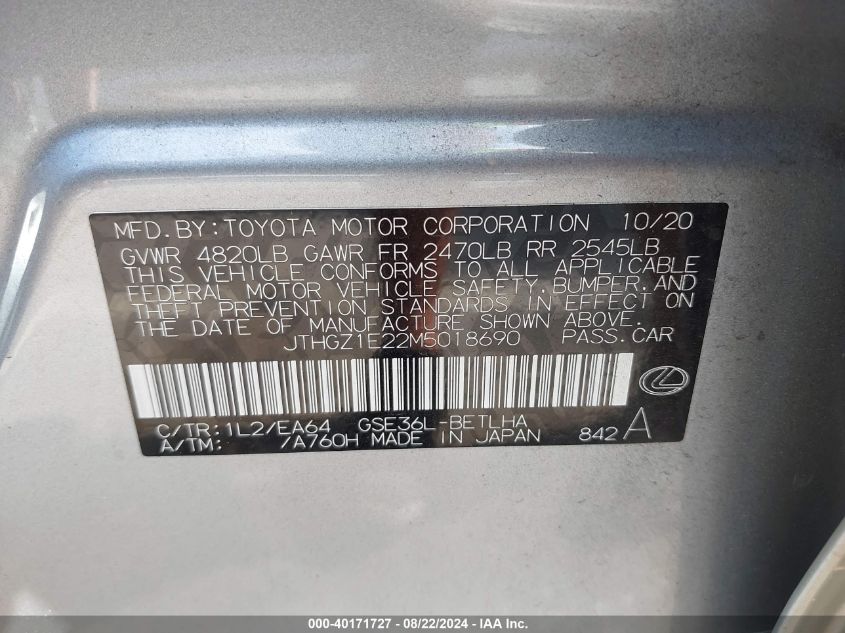 MFD.BY:TOYOTA MOTOR CORPORATION 10/20
GVWR 4820LB GAWR FR 2470LB RR 2545LB
THIS VEHICLE CONFORMS TO ALL APPLICABLE
FEDERAL MOTOR VEHICLE SAFETY,BUMPER,AND
THEFT PREVENTION STANDARDS IN EFFECT ON
THE DATE OF MANUFACTURE SHOWN ABOVE.
JTHGZ1E22M5018690 PASS.CAR
C/TR:1L2/EA64 GSE36L-BETLHA
A/TM: /A760H MADE IN JAPAN 842 A
000-40171727 - 08/22/2024 - IAA Inc.